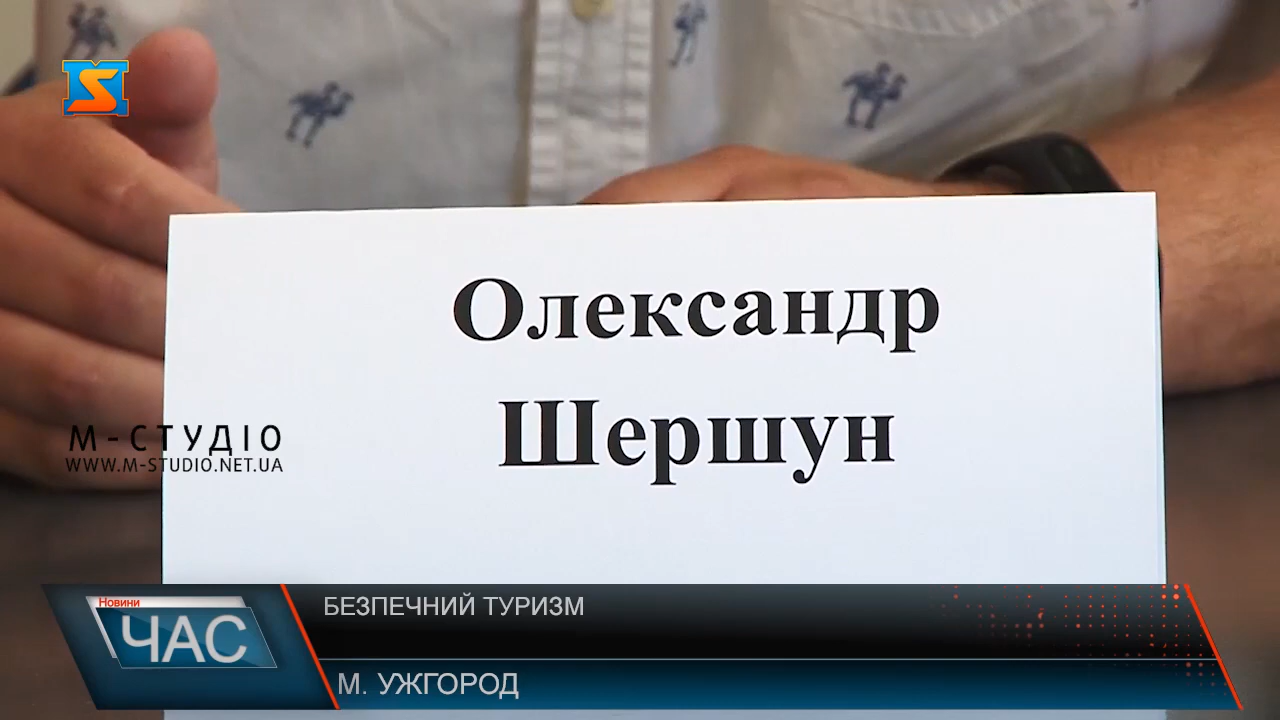 Олександр
Шершун
М-СТУДІО
WWW.M-STUDIO.NET.UA
Новини
ЧАС
БЕЗПЕЧНИЙ ТУРИЗМ
М. УЖГОРОД